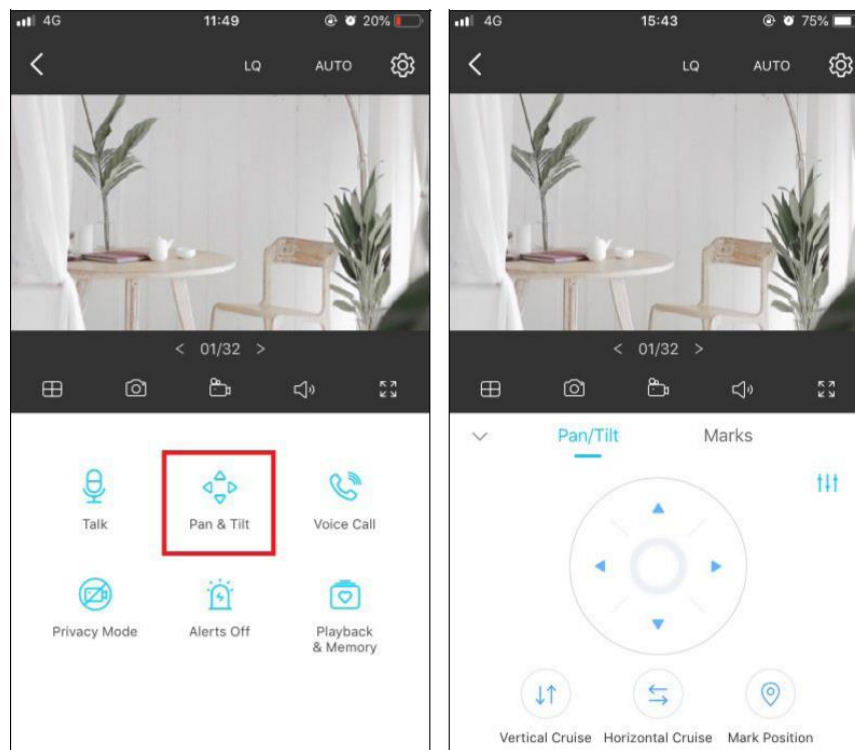 4G 11:49 20%
LQ AUTO
< 01/32 >
Talk Pan & Tilt Voice Call
Privacy Mode Alerts Off Playback
& Memory
4G 15:43 75%
LQ AUTO
< 01/32 >
Pan/Tilt Marks
Vertical Cruise Horizontal Cruise Mark Position